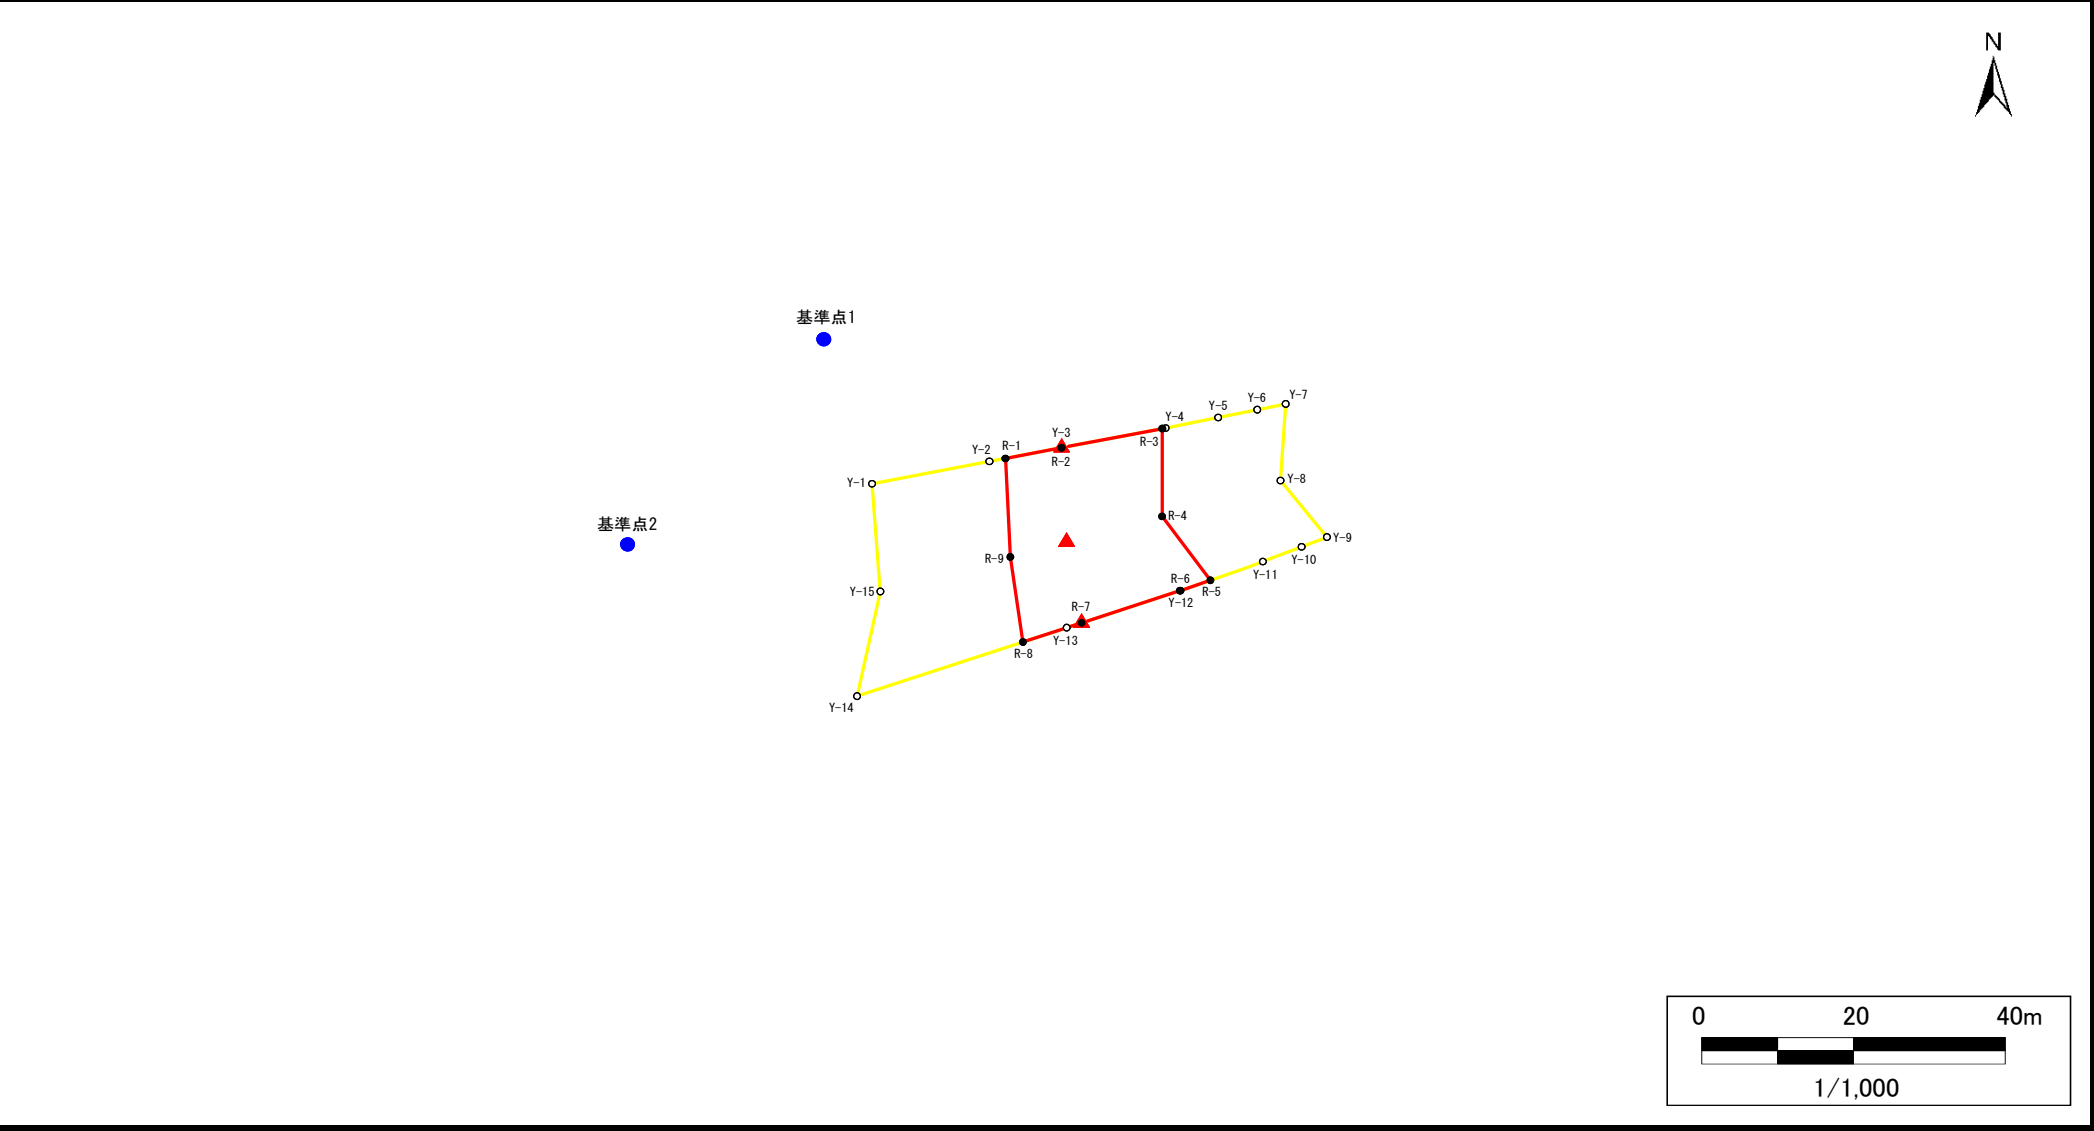 N
基準点1
Y-7
Y-6
Y-5
Y-4
Y-3
R-1
Y-2
R-3
R-2
Y-1
Y-8
R-4
基準点2
Y-9
Y-10
R-9
Y-11
R-6
R-5
Y-15
Y-12
R-7
Y-13
R-8
Y-14
0 20 40m
1/1,000